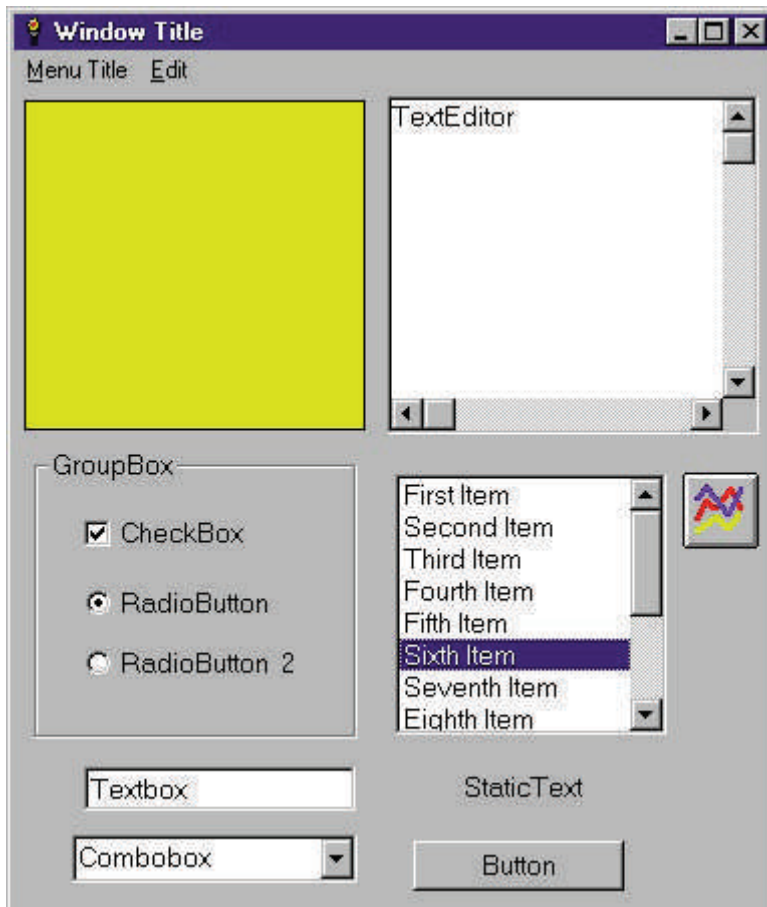 Window Title
Menu Title Edit
TextEditor
GroupBox
CheckBox
RadioButton
RadioButton 2
First Item
Second Item
Third Item
Fourth Item
Fifth Item
Sixth Item
Seventh Item
Eighth Item
Textbox
StaticText
Combobox
Button